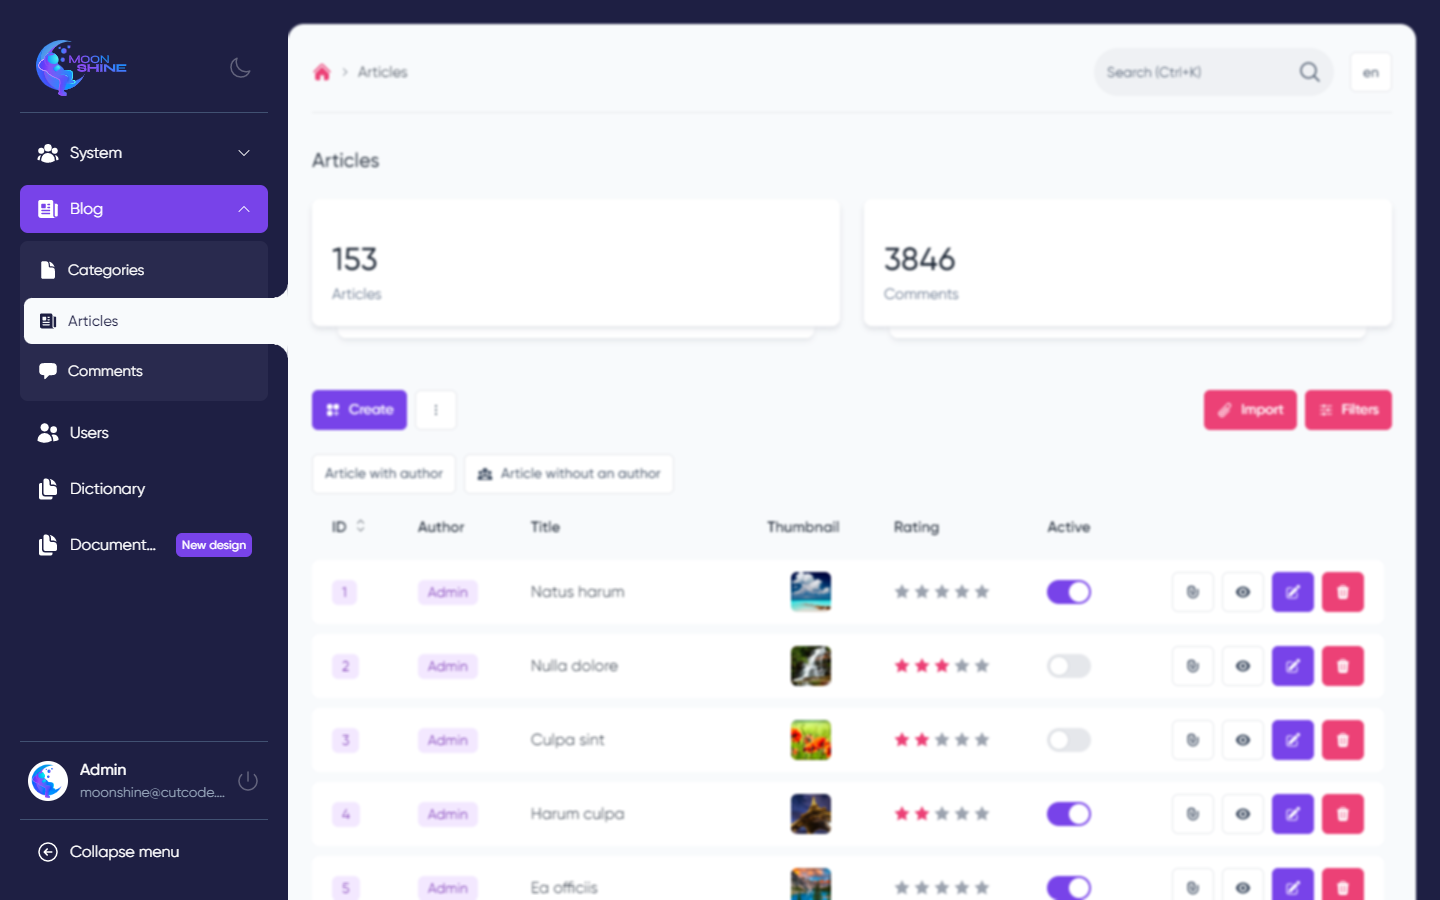 MOON
SHINE
System
Blog
Categories
Articles
Comments
Users
Dictionary
Document...
New design
Admin
moonshine@cutcode....
Collapse menu
Articles
Search (Ctrl+K)
en
Articles
153
Articles
3846
Comments
Create
Import
Filters
Article with author
Article without an author
ID Author Title Thumbnail Rating Active
1 Admin Natus harum
2 Admin Nulla dolore
3 Admin Culpa sint
4 Admin Harum culpa
5 Admin Ea officiis